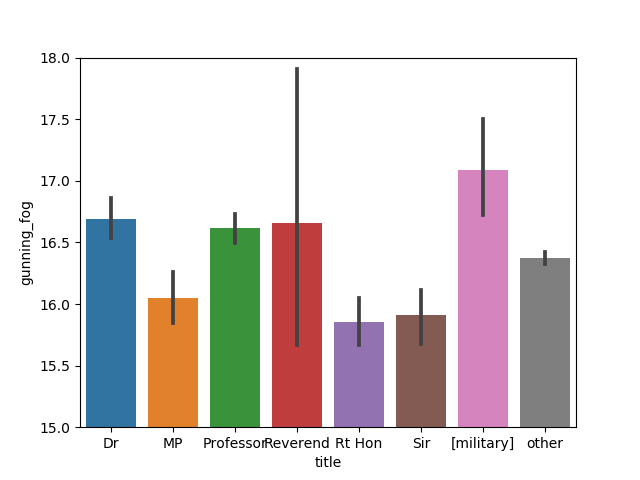 18.0
17.5
17.0
16.5
16.0
15.5
15.0
gunning_fog
Dr MP Professor Reverend Rt Hon Sir [military] other
title